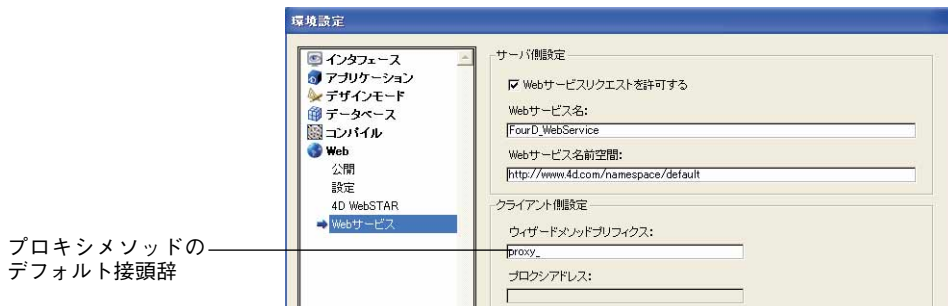 環境設定
インタフェース
アプリケーション
デザインモード
データベース
コンパイル
Web
公開
設定
4D WebSTAR
Webサービス
サーバ側設定
Webサービスリクエストを許可する
Webサービス名:
FourD_WebService
Webサービス名前空間:
http://www.4d.com/namespace/default
クライアント側設定
ウィザードメソッドプリフィクス:
proxy_
プロクシアドレス:
プロキシメソッドの
デフォルト接頭辞